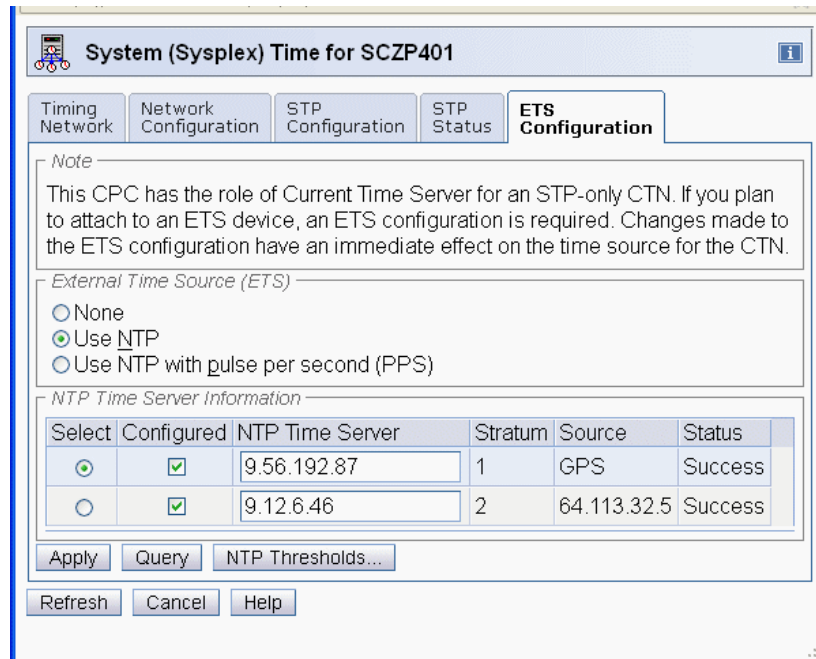 System (Sysplex) Time for SCZP401
i
Timing Network
Network Configuration
STP Configuration
STP Status
ETS Configuration
Note
This CPC has the role of Current Time Server for an STP-only CTN. If you plan
to attach to an ETS device, an ETS configuration is required. Changes made to
the ETS configuration have an immediate effect on the time source for the CTN.
External Time Source (ETS)
None
Use NTP
Use NTP with pulse per second (PPS)
NTP Time Server Information
Select Configured NTP Time Server Stratum Source Status
9.56.192.87 1 GPS Success
9.12.6.46 2 64.113.32.5 Success
Apply Query NTP Thresholds...
Refresh Cancel Help